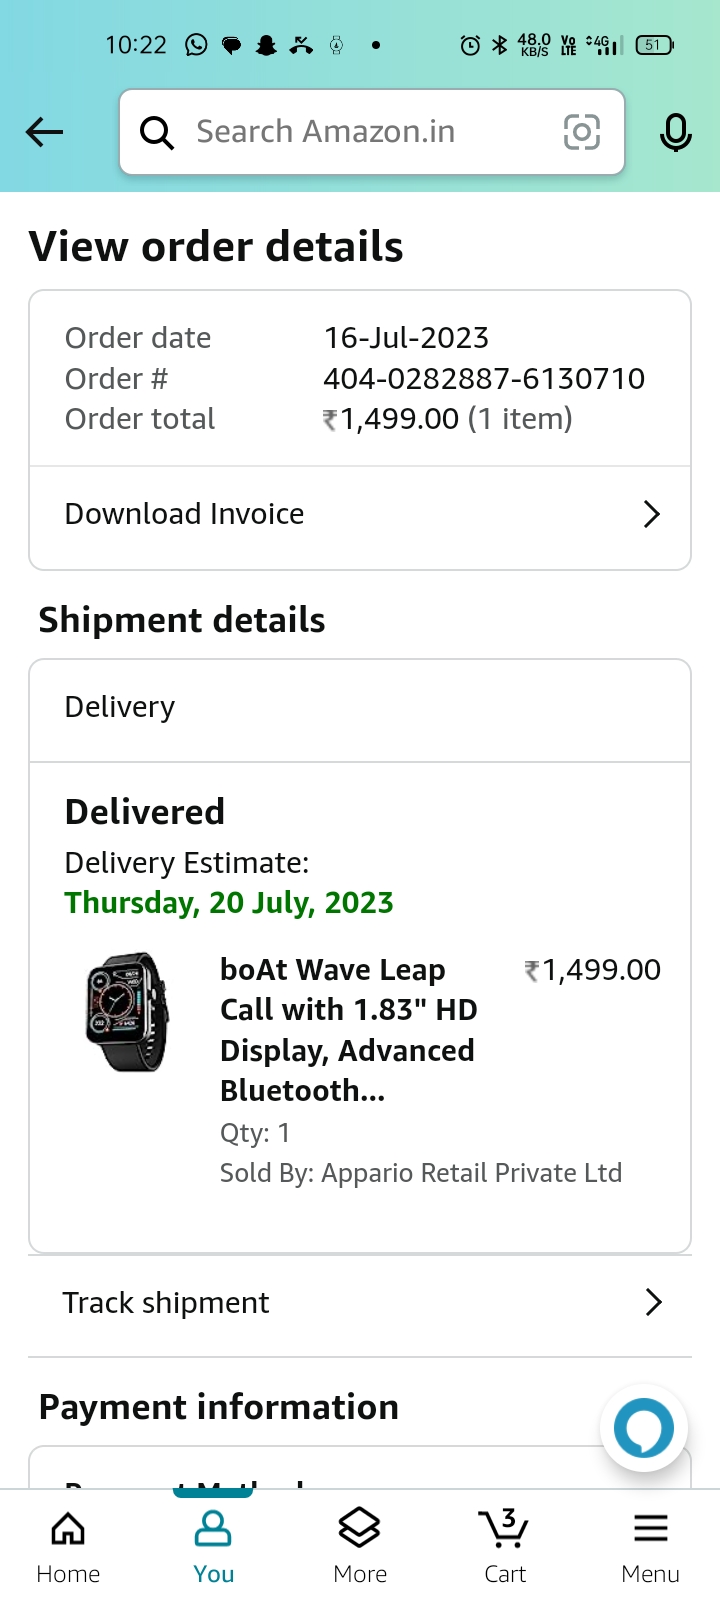 10:22 48.0 KB/S Vo LTE 4G 51
Search Amazon.in
View order details
Order date 16-Jul-2023
Order # 404-0282887-6130710
Order total ₹1,499.00 (1 item)
Download Invoice
Shipment details
Delivery
Delivered
Delivery Estimate:
Thursday, 20 July, 2023
boAt Wave Leap ₹1,499.00
Call with 1.83" HD
Display, Advanced
Bluetooth...
Qty: 1
Sold By: Appario Retail Private Ltd
Track shipment
Payment information
3
Home You More Cart Menu